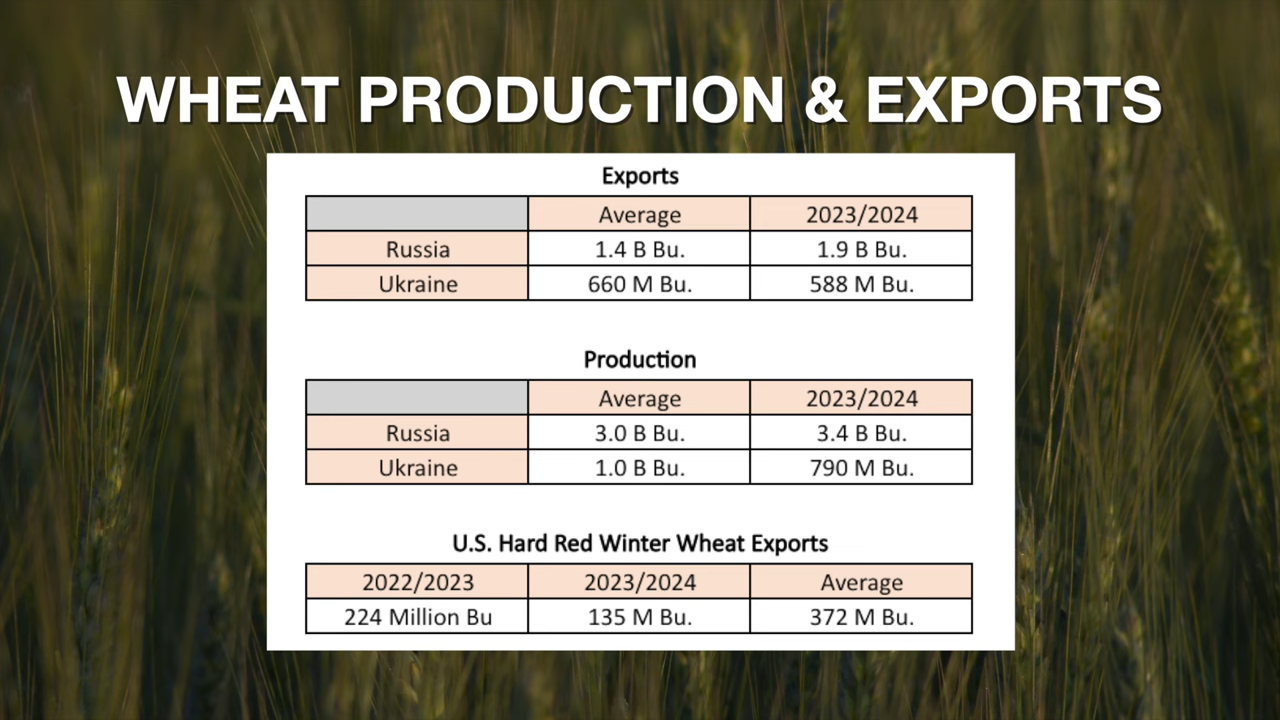 WHEAT PRODUCTION & EXPORTS
Exports
Average 2023/2024
Russia 1.4 B Bu. 1.9 B Bu.
Ukraine 660 M Bu. 588 M Bu.
Production
Average 2023/2024
Russia 3.0 B Bu. 3.4 B Bu.
Ukraine 1.0 B Bu. 790 M Bu.
U.S. Hard Red Winter Wheat Exports
2022/2023 2023/2024 Average
224 Million Bu 135 M Bu. 372 M Bu.